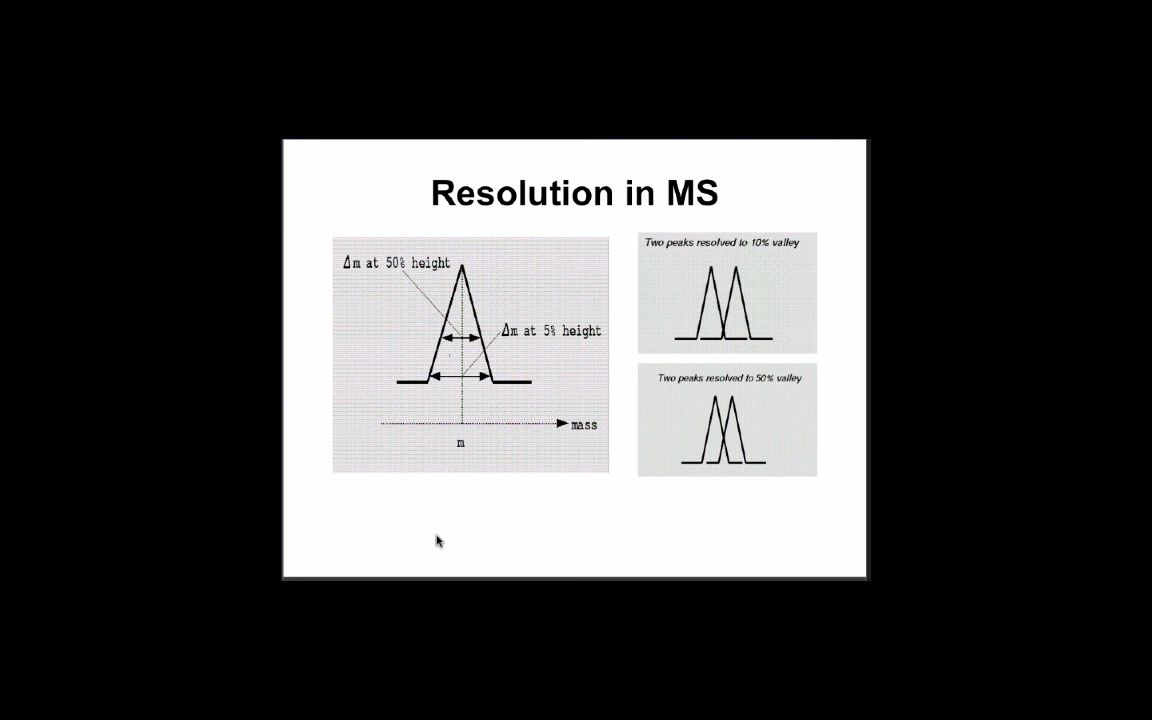 Resolution in MS
Δm at 50% height
Δm at 5% height
mass
m
Two peaks resolved to 10% valley
Two peaks resolved to 50% valley